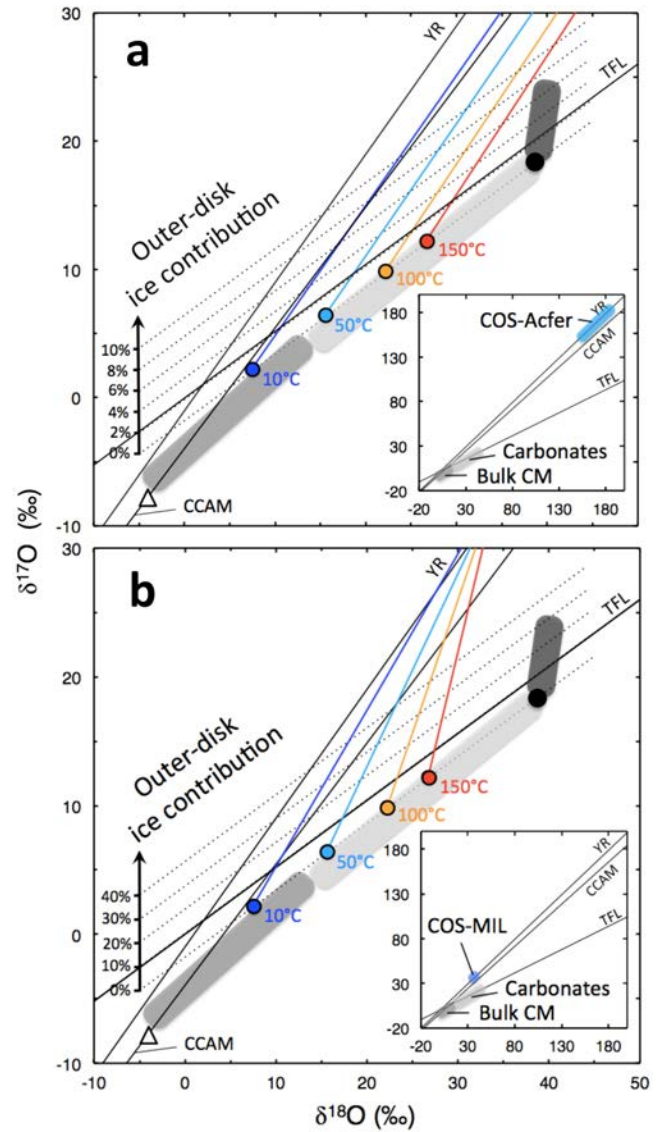 a
30
20
10
0
-10
δ¹⁷O (‰)
YR
TFL
Outer-disk
ice contribution
10%
8%
6%
4%
2%
0%
10°C
50°C
100°C
150°C
CCAM
180
130
80
30
-20
-20 30 80 130 180
COS-Acfer
YR
CCAM
TFL
Carbonates
Bulk CM
b
30
20
10
0
-10
YR
TFL
Outer-disk
ice contribution
40%
30%
20%
10%
0%
10°C
50°C
100°C
150°C
CCAM
180
130
80
30
-20
-20 30 80 130 180
COS-MIL
YR
CCAM
TFL
Carbonates
Bulk CM
-10 0 10 20 30 40 50
δ¹⁸O (‰)